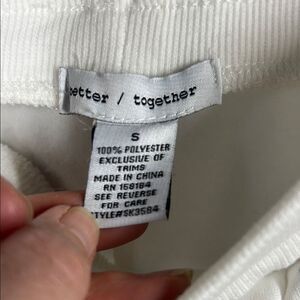 better / together
S
100% POLYESTER
EXCLUSIVE OF
TRIMS
MADE IN CHINA
RN 168184
SEE REVERSE
FOR CARE
STYLE#SK3584